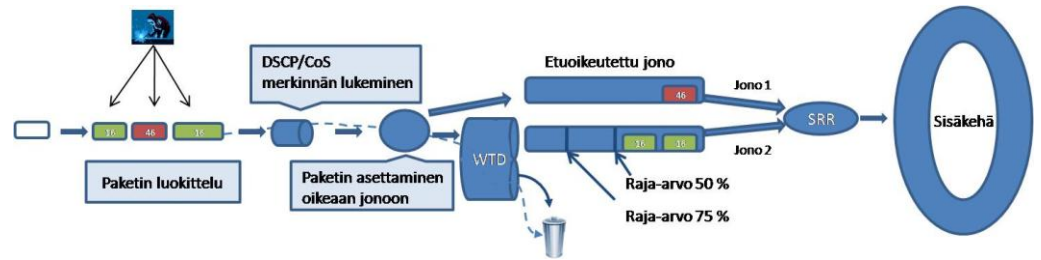 DSCP/CoS
merkinnän lukeminen
Etuoikeutettu jono
46
Jono 1
16
46
16
SRR
Sisäkehä
WTD
16
16
Jono 2
Paketin luokittelu
Paketin asettaminen
oikeaan jonoon
Raja-arvo 50 %
Raja-arvo 75 %